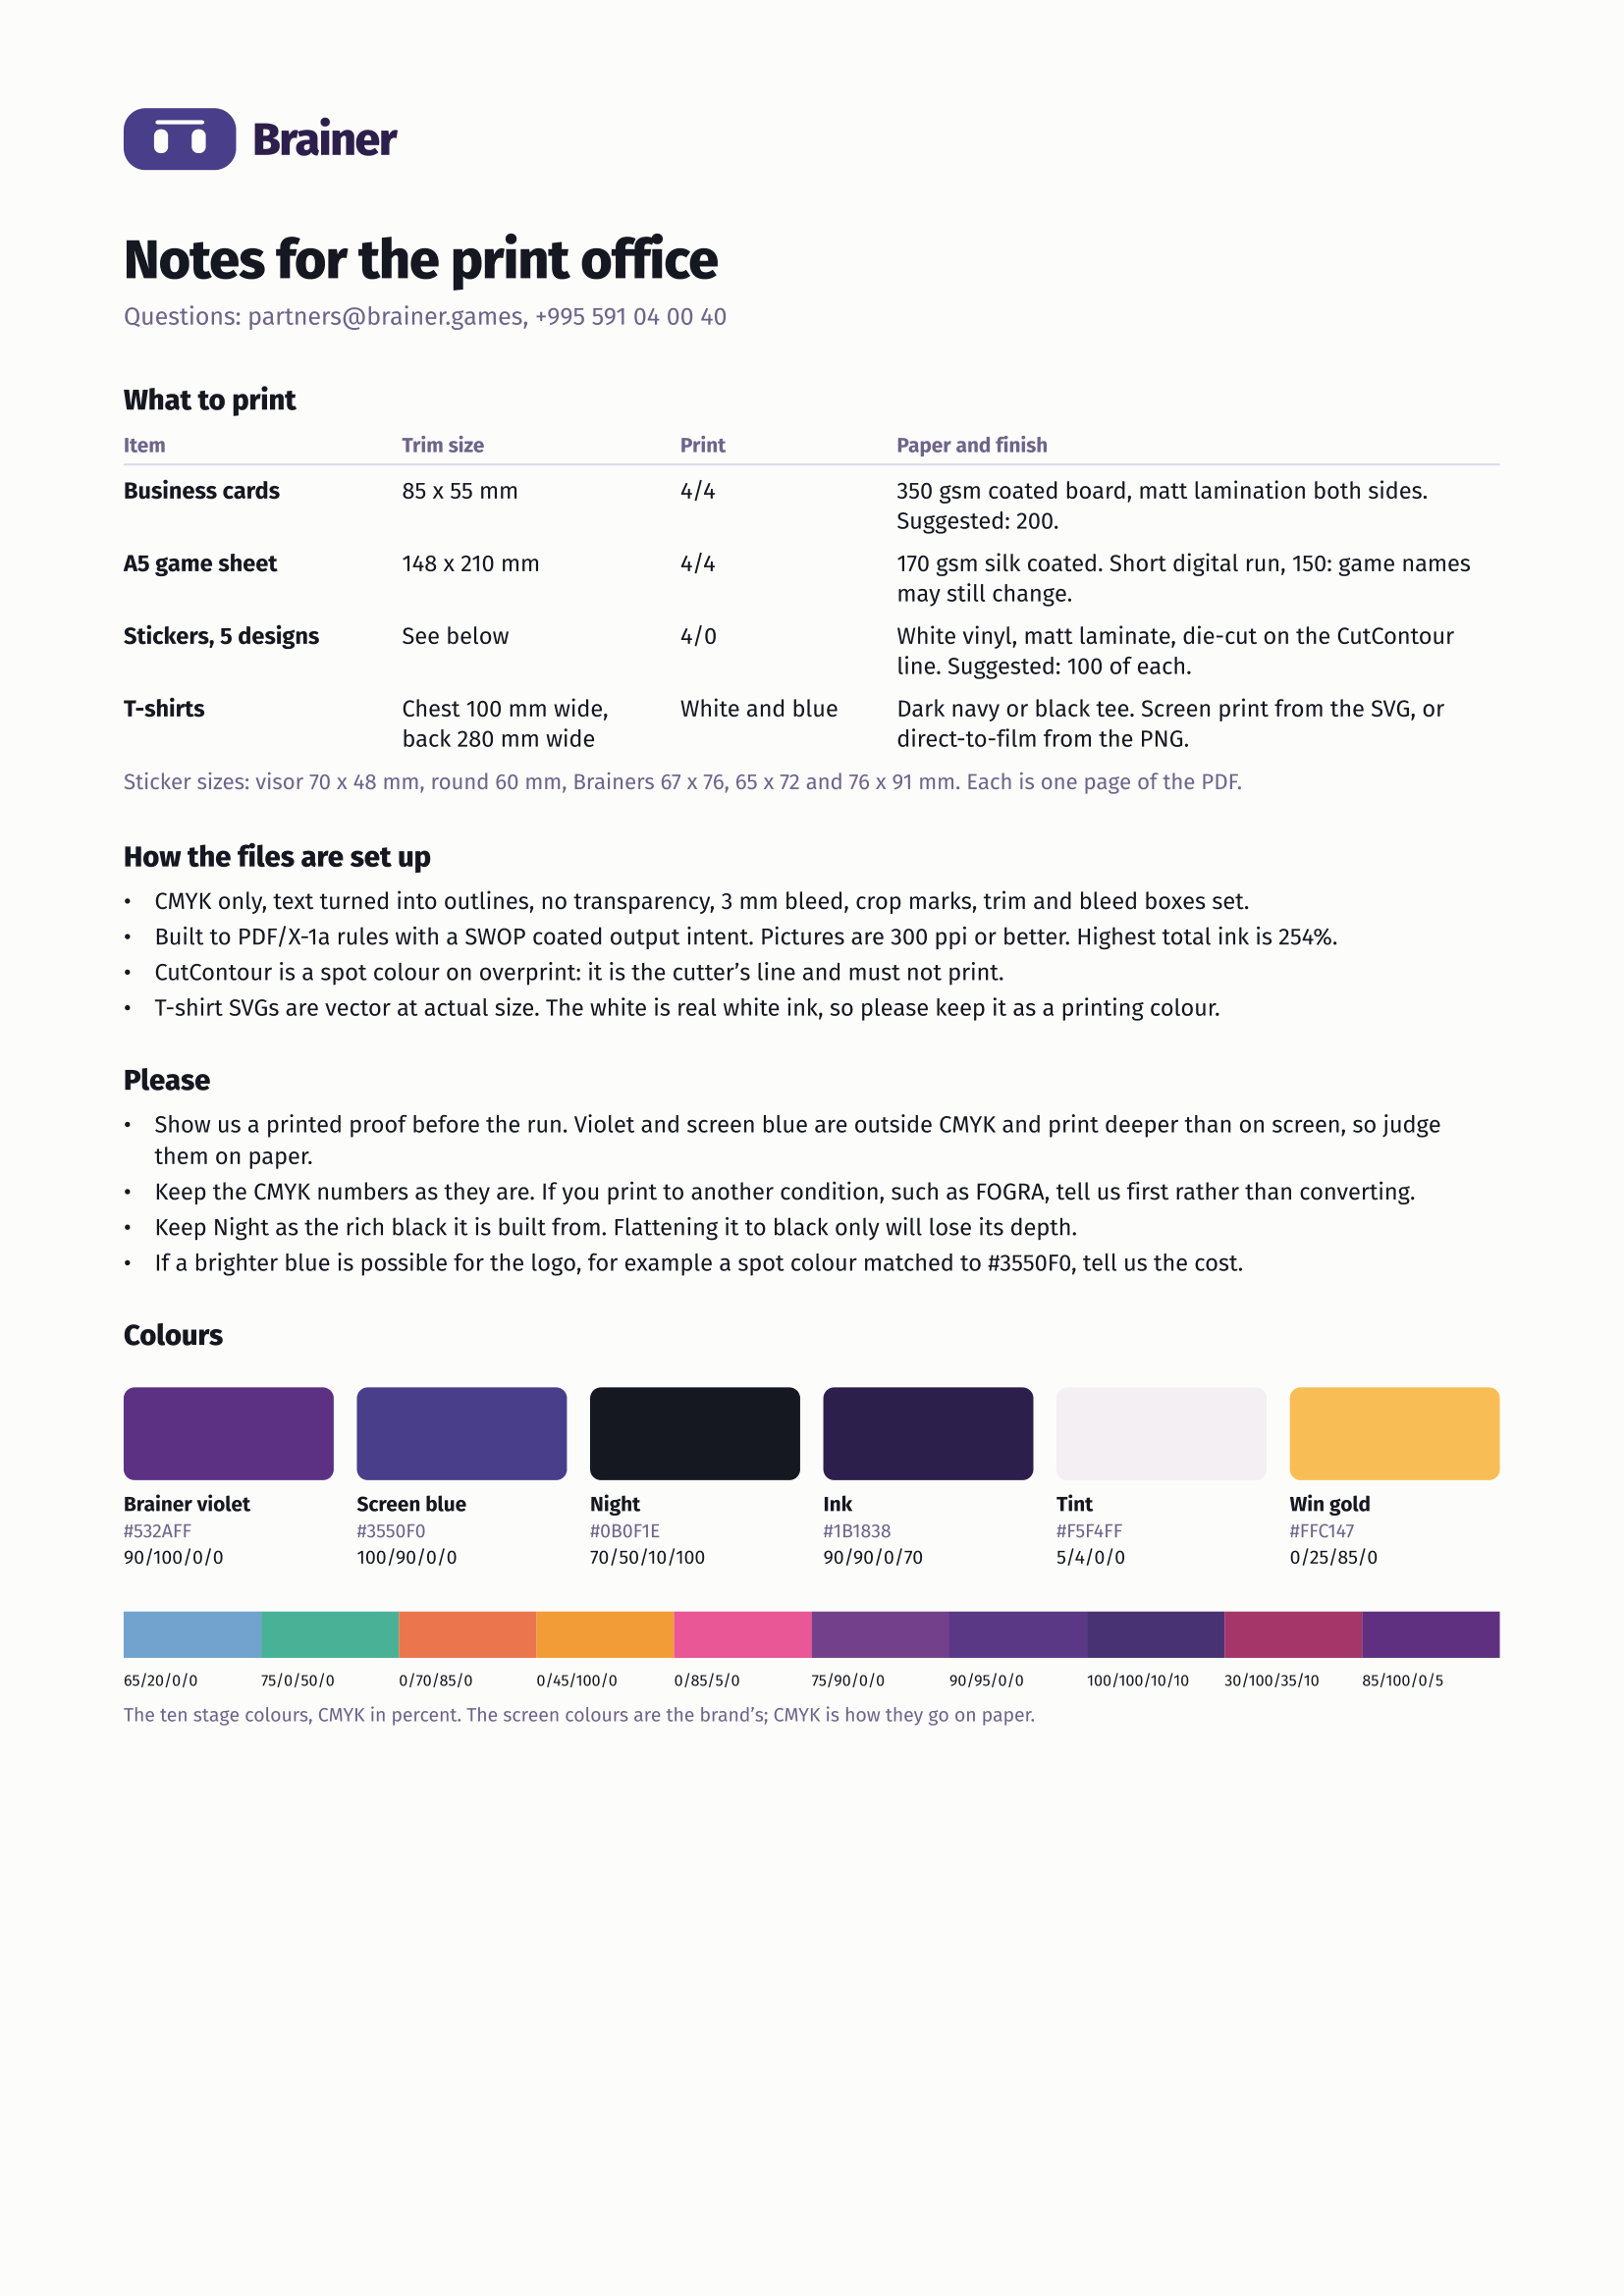 Brainer
Notes for the print office
Questions: partners@brainer.games, +995 591 04 00 40
What to print
Item Trim size Print Paper and finish
Business cards 85 x 55 mm 4/4 350 gsm coated board, matt lamination both sides.
Suggested: 200.
A5 game sheet 148 x 210 mm 4/4 170 gsm silk coated. Short digital run, 150: game names
may still change.
Stickers, 5 designs See below 4/0 White vinyl, matt laminate, die-cut on the CutContour
line. Suggested: 100 of each.
T-shirts Chest 100 mm wide, White and blue Dark navy or black tee. Screen print from the SVG, or
back 280 mm wide direct-to-film from the PNG.
Sticker sizes: visor 70 x 48 mm, round 60 mm, Brainers 67 x 76, 65 x 72 and 76 x 91 mm. Each is one page of the PDF.
How the files are set up
• CMYK only, text turned into outlines, no transparency, 3 mm bleed, crop marks, trim and bleed boxes set.
• Built to PDF/X-1a rules with a SWOP coated output intent. Pictures are 300 ppi or better. Highest total ink is 254%.
• CutContour is a spot colour on overprint: it is the cutter’s line and must not print.
• T-shirt SVGs are vector at actual size. The white is real white ink, so please keep it as a printing colour.
Please
• Show us a printed proof before the run. Violet and screen blue are outside CMYK and print deeper than on screen, so judge
them on paper.
• Keep the CMYK numbers as they are. If you print to another condition, such as FOGRA, tell us first rather than converting.
• Keep Night as the rich black it is built from. Flattening it to black only will lose its depth.
• If a brighter blue is possible for the logo, for example a spot colour matched to #3550F0, tell us the cost.
Colours
Brainer violet Screen blue Night Ink Tint Win gold
#532AFF #3550F0 #0B0F1E #1B1838 #F5F4FF #FFC147
90/100/0/0 100/90/0/0 70/50/10/100 90/90/0/70 5/4/0/0 0/25/85/0
65/20/0/0 75/0/50/0 0/70/85/0 0/45/100/0 0/85/5/0 75/90/0/0 90/95/0/0 100/100/10/10 30/100/35/10 85/100/0/5
The ten stage colours, CMYK in percent. The screen colours are the brand’s; CMYK is how they go on paper.